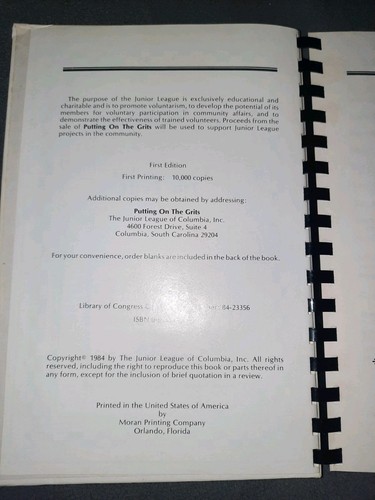 The purpose of the Junior League is exclusively educational and
charitable and is to promote voluntarism, to develop the potential of its
members for voluntary participation in community affairs, and to
demonstrate the effectiveness of trained volunteers. Proceeds from the
sale of Putting On The Grits will be used to support Junior League
projects in the community.
First Edition
First Printing: 10,000 copies
Additional copies may be obtained by addressing:
Putting On The Grits
The Junior League of Columbia, Inc.
4600 Forest Drive, Suite 4
Columbia, South Carolina 29204
For your convenience, order blanks are included in the back of the book.
Library of Congress 84-23356
ISBN
Copyright© 1984 by The Junior League of Columbia, Inc. All rights
reserved, including the right to reproduce this book or parts thereof in
any form, except for the inclusion of brief quotation in a review.
Printed in the United States of America
by
Moran Printing Company
Orlando, Florida